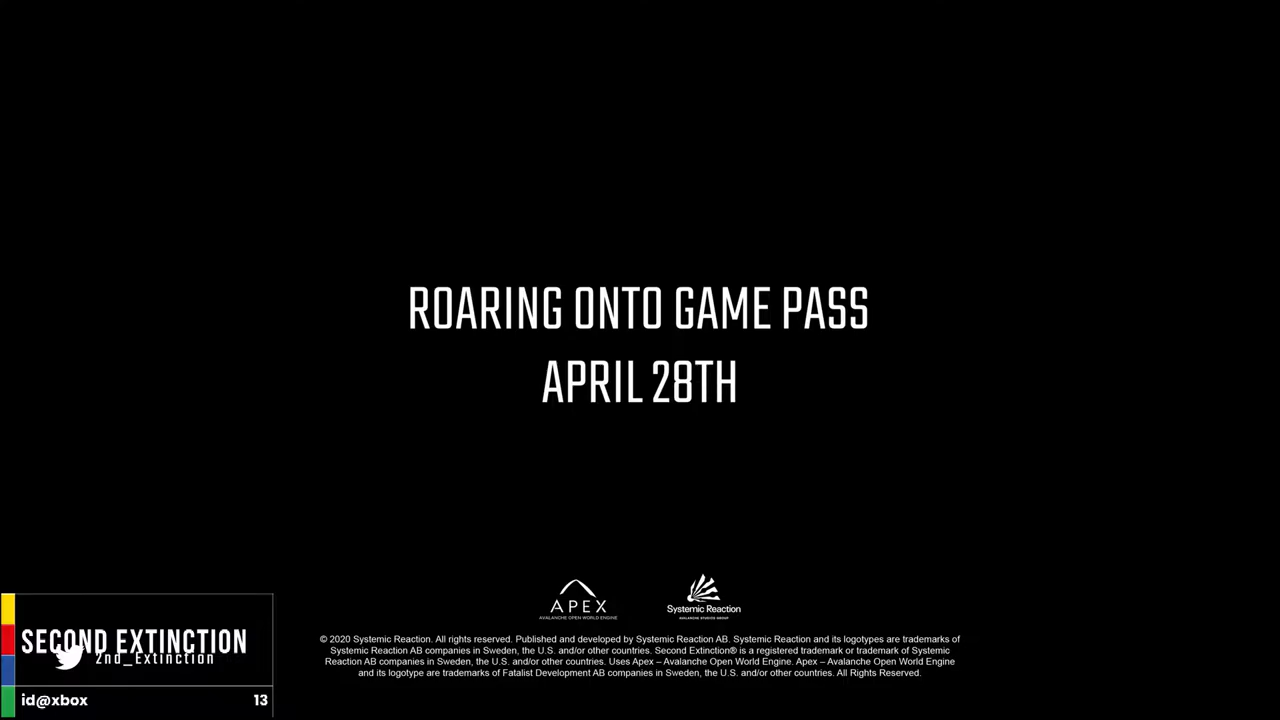 ROARING ONTO GAME PASS
APRIL 28TH
APEX
AVALANCHE OPEN WORLD ENGINE
Systemic Reaction
AVALANCHE STUDIOS GROUP
© 2020 Systemic Reaction. All rights reserved. Published and developed by Systemic Reaction AB. Systemic Reaction and its logotypes are trademarks of
Systemic Reaction AB companies in Sweden, the U.S. and/or other countries. Second Extinction® is a registered trademark or trademark of Systemic
Reaction AB companies in Sweden, the U.S. and/or other countries. Uses Apex – Avalanche Open World Engine. Apex – Avalanche Open World Engine
and its logotype are trademarks of Fatalist Development AB companies in Sweden, the U.S. and/or other countries. All Rights Reserved.
SECOND EXTINCTION
2nd_Extinction
id@xbox 13